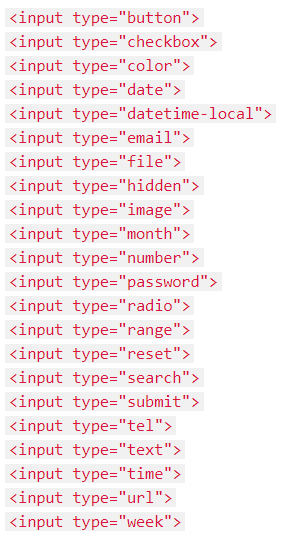 <input type="button">
<input type="checkbox">
<input type="color">
<input type="date">
<input type="datetime-local">
<input type="email">
<input type="file">
<input type="hidden">
<input type="image">
<input type="month">
<input type="number">
<input type="password">
<input type="radio">
<input type="range">
<input type="reset">
<input type="search">
<input type="submit">
<input type="tel">
<input type="text">
<input type="time">
<input type="url">
<input type="week">